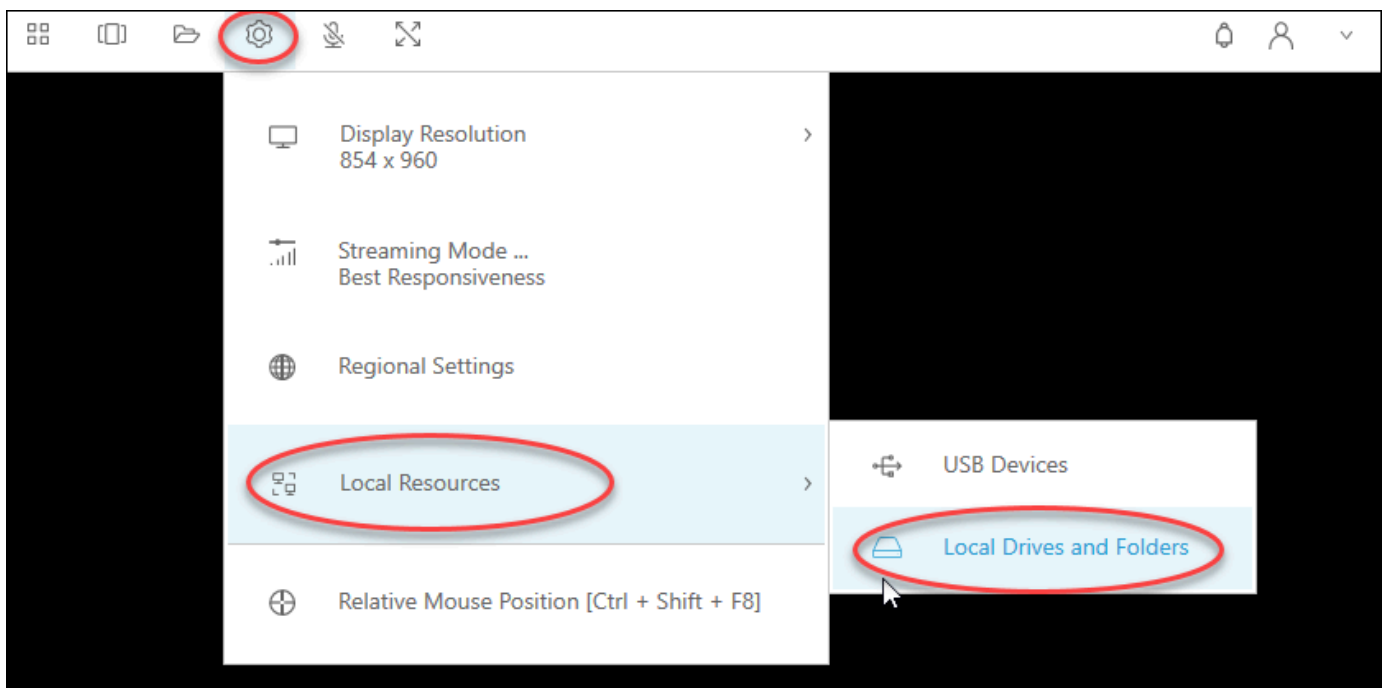 Display Resolution
854 x 960
Streaming Mode ...
Best Responsiveness
Regional Settings
Local Resources
USB Devices
Local Drives and Folders
Relative Mouse Position [Ctrl + Shift + F8]